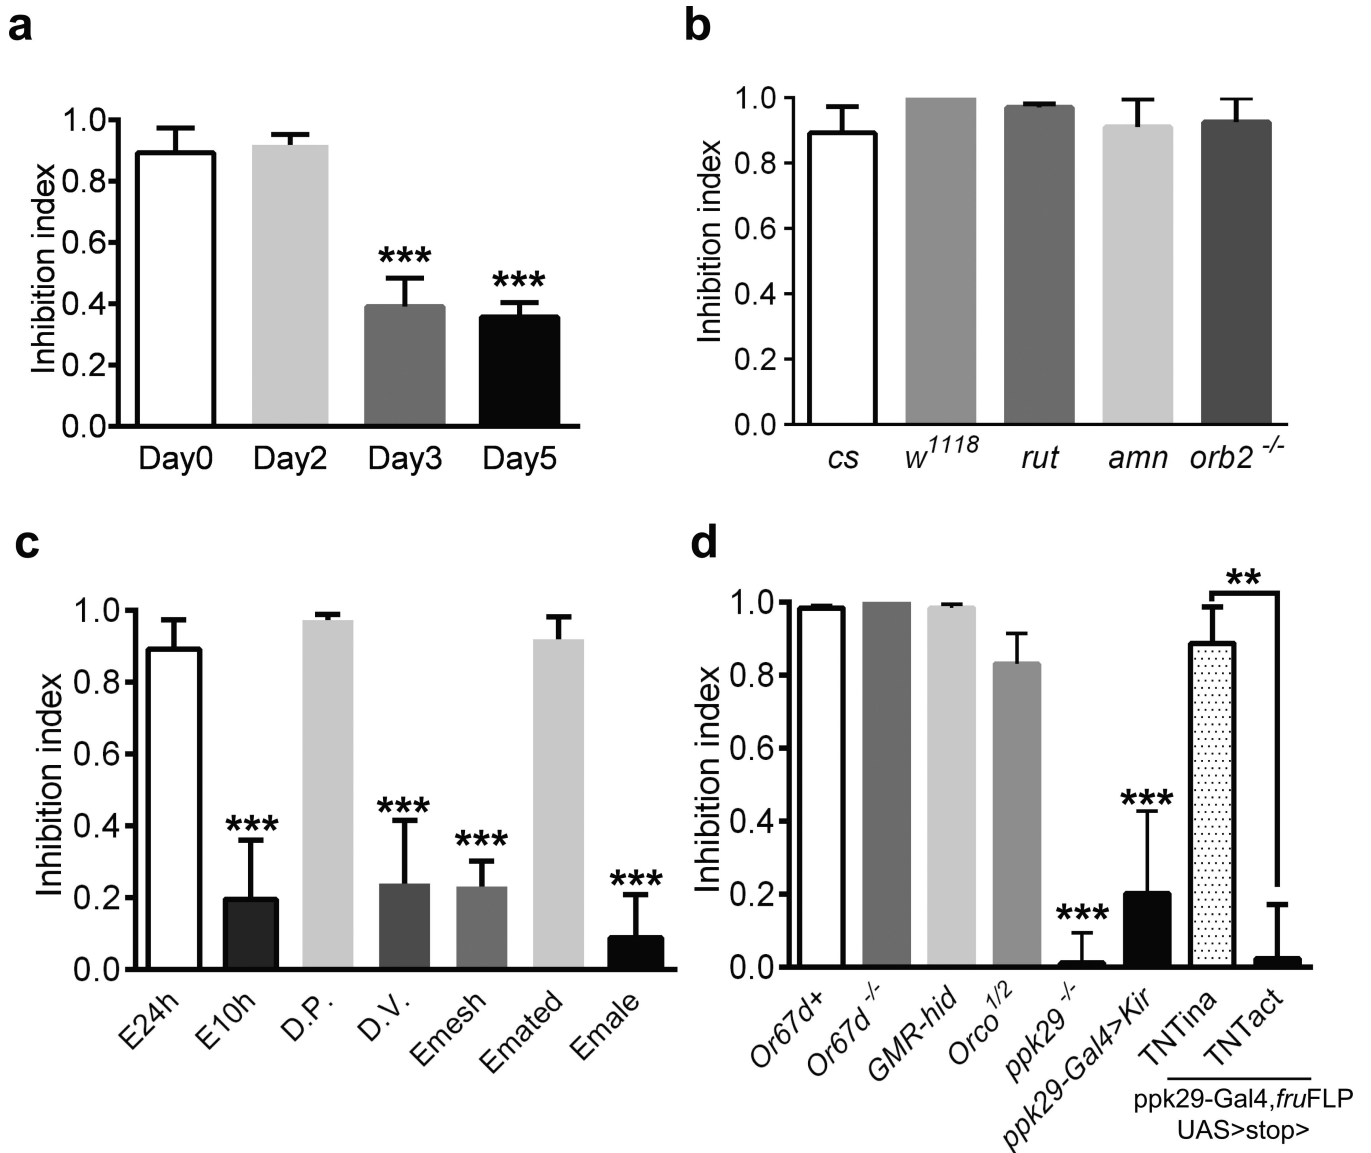 a
Inhibition index
1.0
0.8
0.6
0.4
0.2
0.0
***
***
Day0 Day2 Day3 Day5
b
Inhibition index
1.0
0.8
0.6
0.4
0.2
0.0
cs w1118 rut amn orb2 -/-
c
Inhibition index
1.0
0.8
0.6
0.4
0.2
0.0
***
***
***
***
E24h
E10h
D.P.
D.V.
Emesh
Emated
Emale
d
Inhibition index
1.0
0.8
0.6
0.4
0.2
0.0
***
***
**
Or67d+
Or67d -/-
GMR-hid
Orco1/2
ppk29 -/-
ppk29-Gal4>Kir
TNTina
TNTact
ppk29-Gal4,fruFLP
UAS>stop>